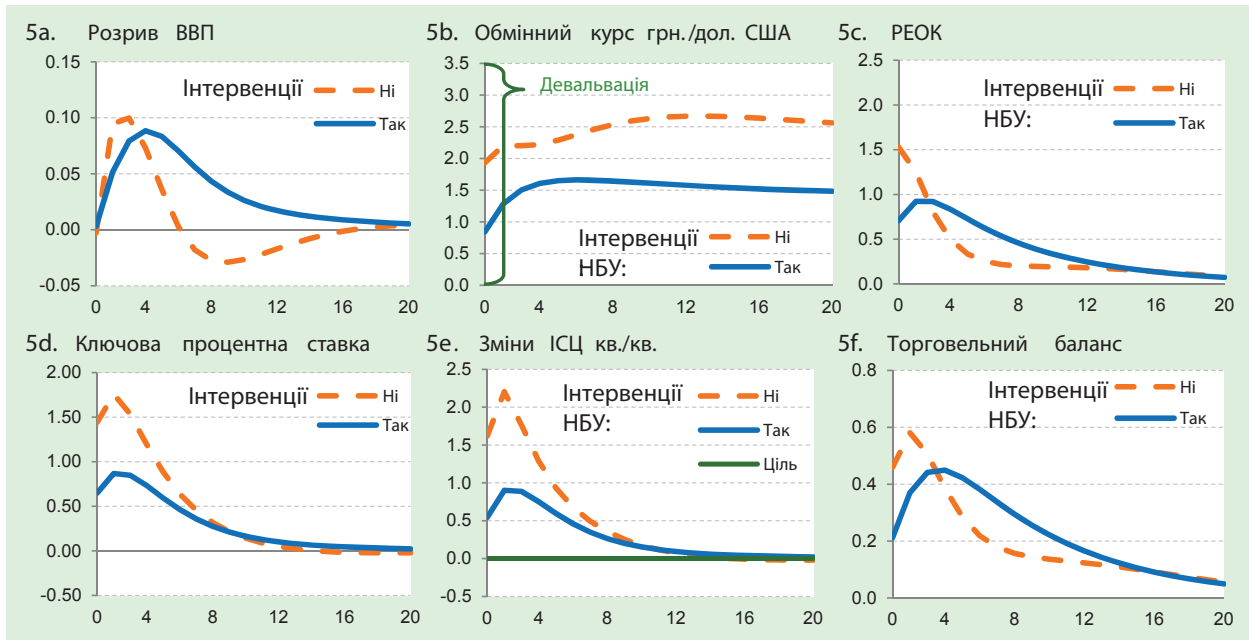 5a. Розрив ВВП
0.15
0.10
0.05
0.00
-0.05
0 4 8 12 16 20
Інтервенції Ні
Так
5b. Обмінний курс грн./дол. США
3.5
3.0
2.5
2.0
1.5
1.0
0.5
0.0
0 4 8 12 16 20
Девальвація
Інтервенції Ні
НБУ: Так
5c. РЕОК
2.5
2.0
1.5
1.0
0.5
0.0
0 4 8 12 16 20
Інтервенції Ні
НБУ: Так
5d. Ключова процентна ставка
2.00
1.50
1.00
0.50
0.00
-0.50
0 4 8 12 16 20
Інтервенції Ні
Так
5e. Зміни ІСЦ кв./кв.
2.5
2.0
1.5
1.0
0.5
0.0
-0.5
0 4 8 12 16 20
Інтервенції Ні
НБУ: Так
Ціль
5f. Торговельний баланс
0.8
0.6
0.4
0.2
0.0
0 4 8 12 16 20
Інтервенції Ні
НБУ: Так